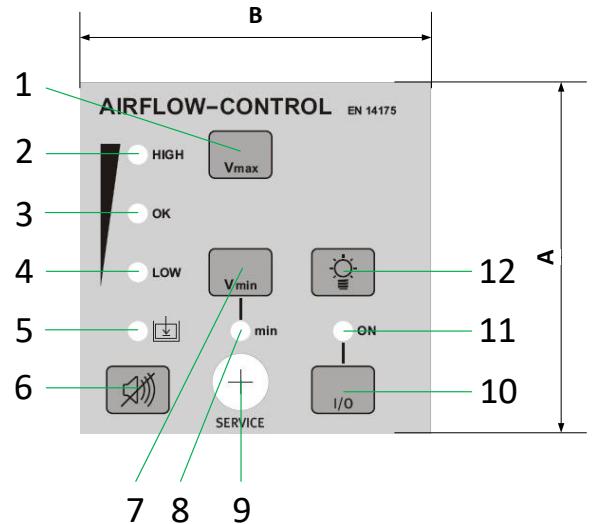 B
1
AIRFLOW-CONTROL EN 14175
2
HIGH
Vmax
3
OK
A
4
LOW
Vmin
12
5
min
ON
11
6
I/O
10
SERVICE
7
8
9